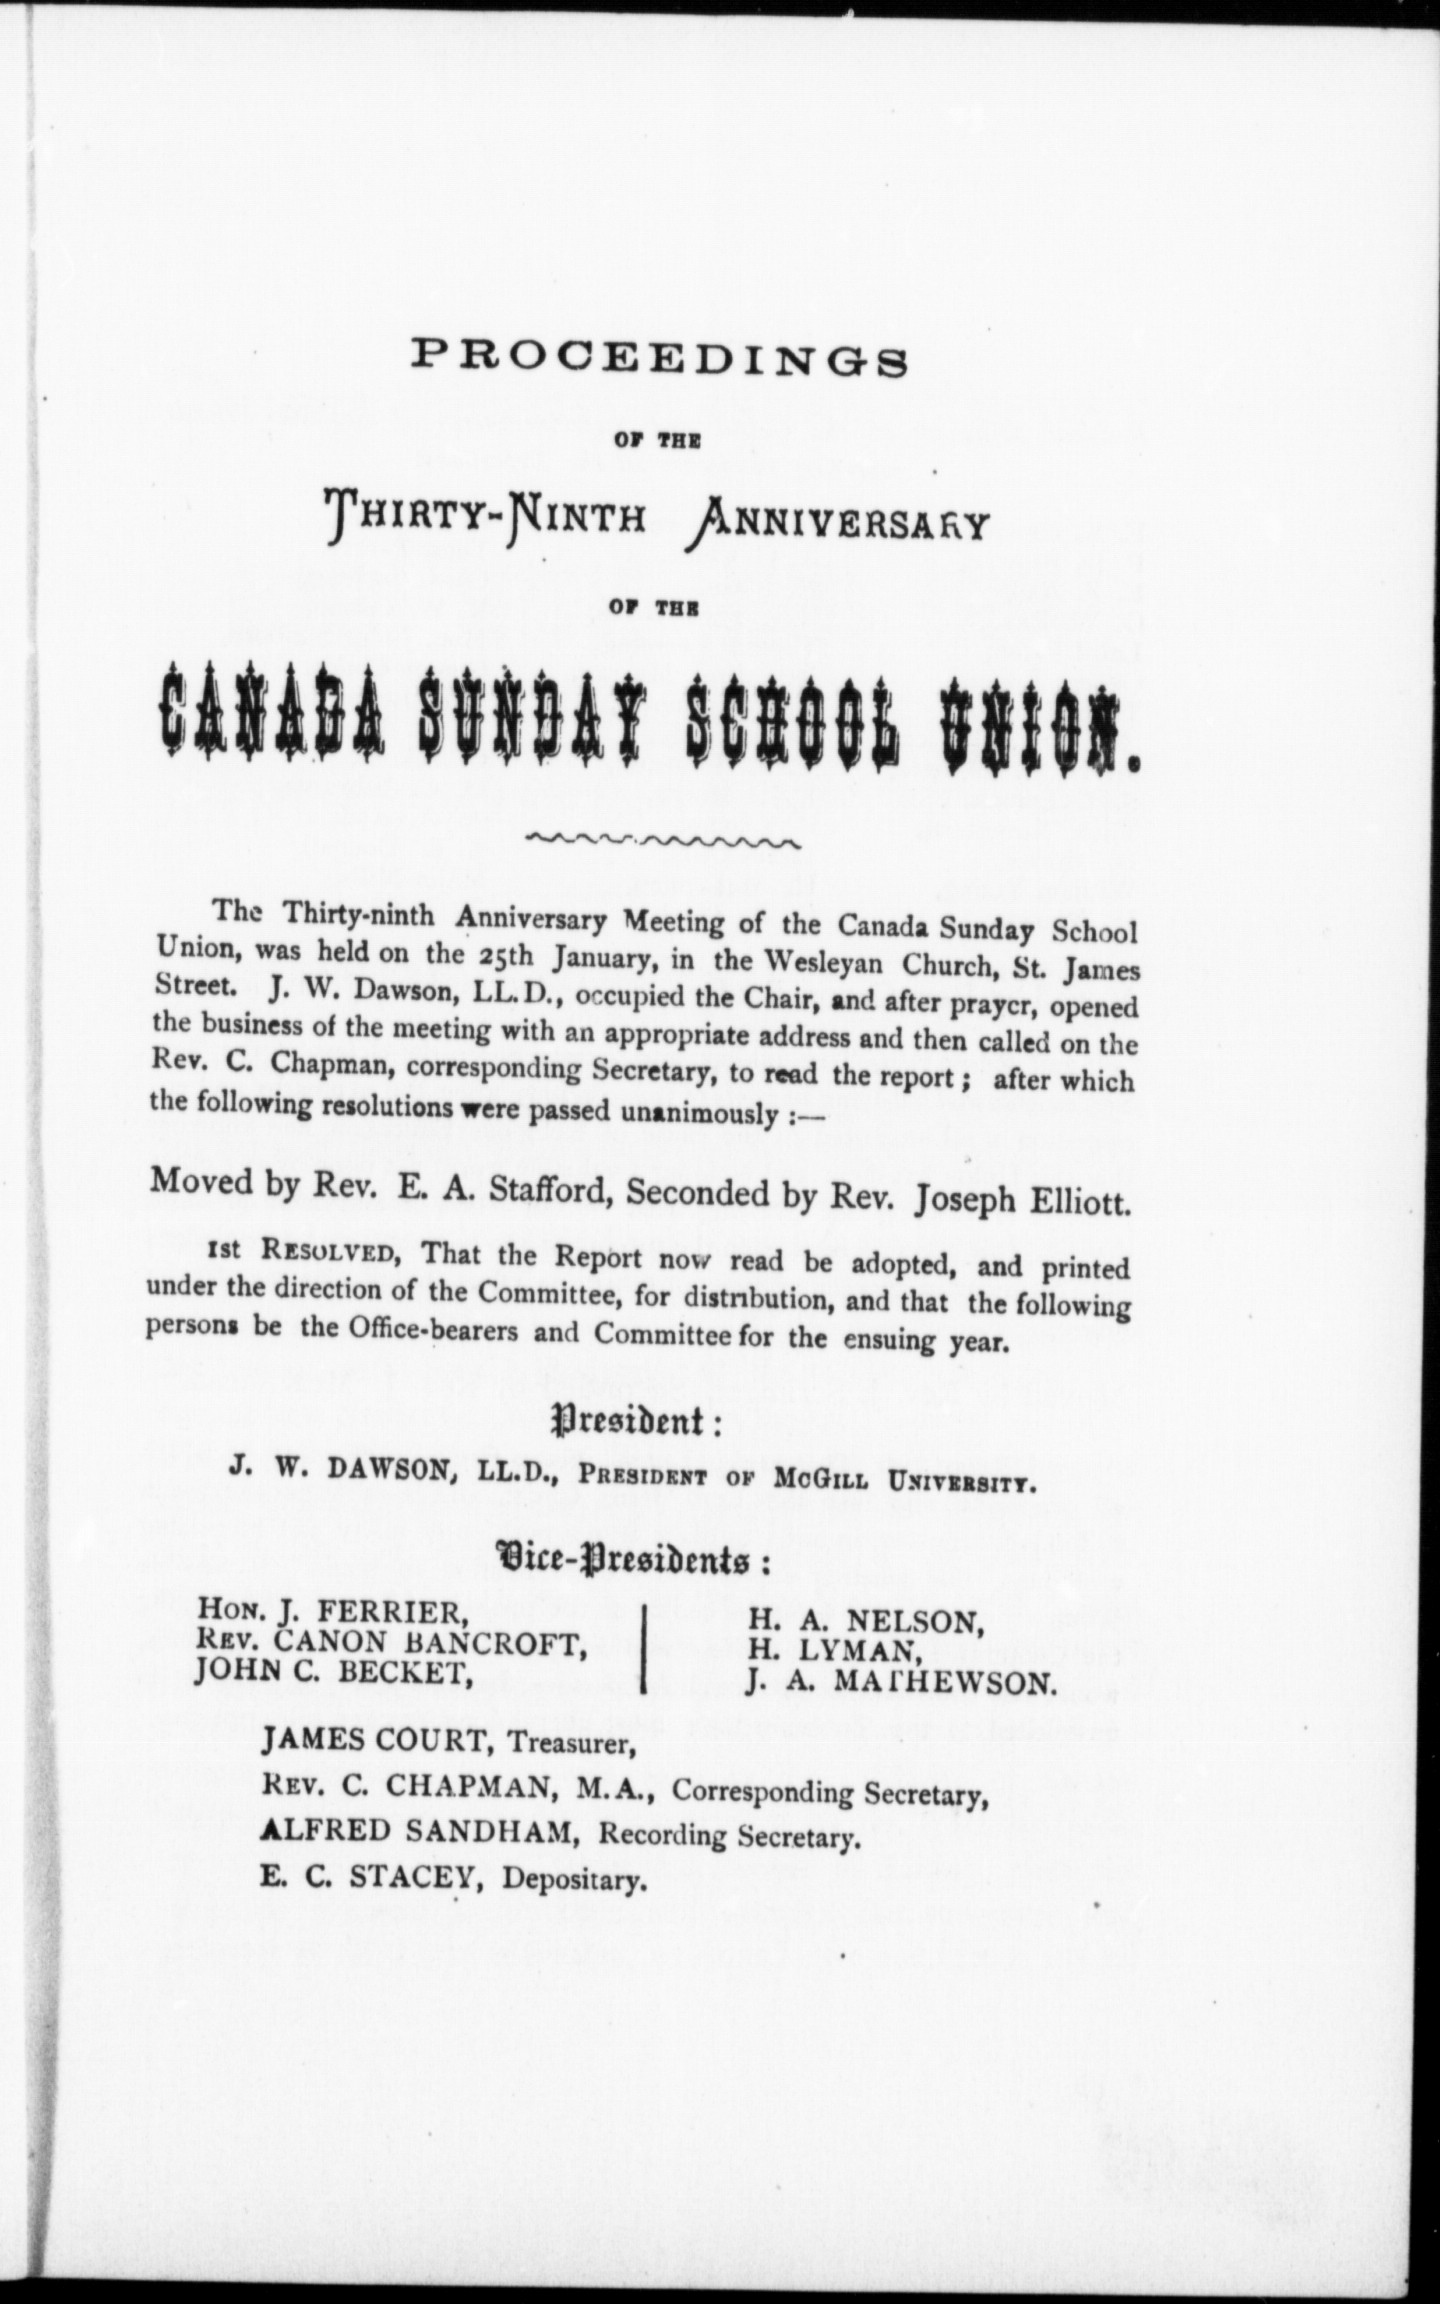 PROCEEDINGS
OF THE
THIRTY-NINTH ANNIVERSARY
OF THE
CANADA SUNDAY SCHOOL UNION.
The Thirty-ninth Anniversary Meeting of the Canada Sunday School
Union, was held on the 25th January, in the Wesleyan Church, St. James
Street. J. W. Dawson, LL.D., occupied the Chair, and after prayer, opened
the business of the meeting with an appropriate address and then called on the
Rev. C. Chapman, corresponding Secretary, to read the report; after which
the following resolutions were passed unanimously :—
Moved by Rev. E. A. Stafford, Seconded by Rev. Joseph Elliott.
1st RESOLVED, That the Report now read be adopted, and printed
under the direction of the Committee, for distribution, and that the following
persons be the Office-bearers and Committee for the ensuing year.
President:
J. W. DAWSON, LL.D., PRESIDENT OF MCGILL UNIVERSITY.
Vice-Presidents:
HON. J. FERRIER,
REV. CANON BANCROFT,
JOHN C. BECKET,
H. A. NELSON,
H. LYMAN,
J. A. MATHEWSON.
JAMES COURT, Treasurer,
REV. C. CHAPMAN, M.A., Corresponding Secretary,
ALFRED SANDHAM, Recording Secretary.
E. C. STACEY, Depositary.